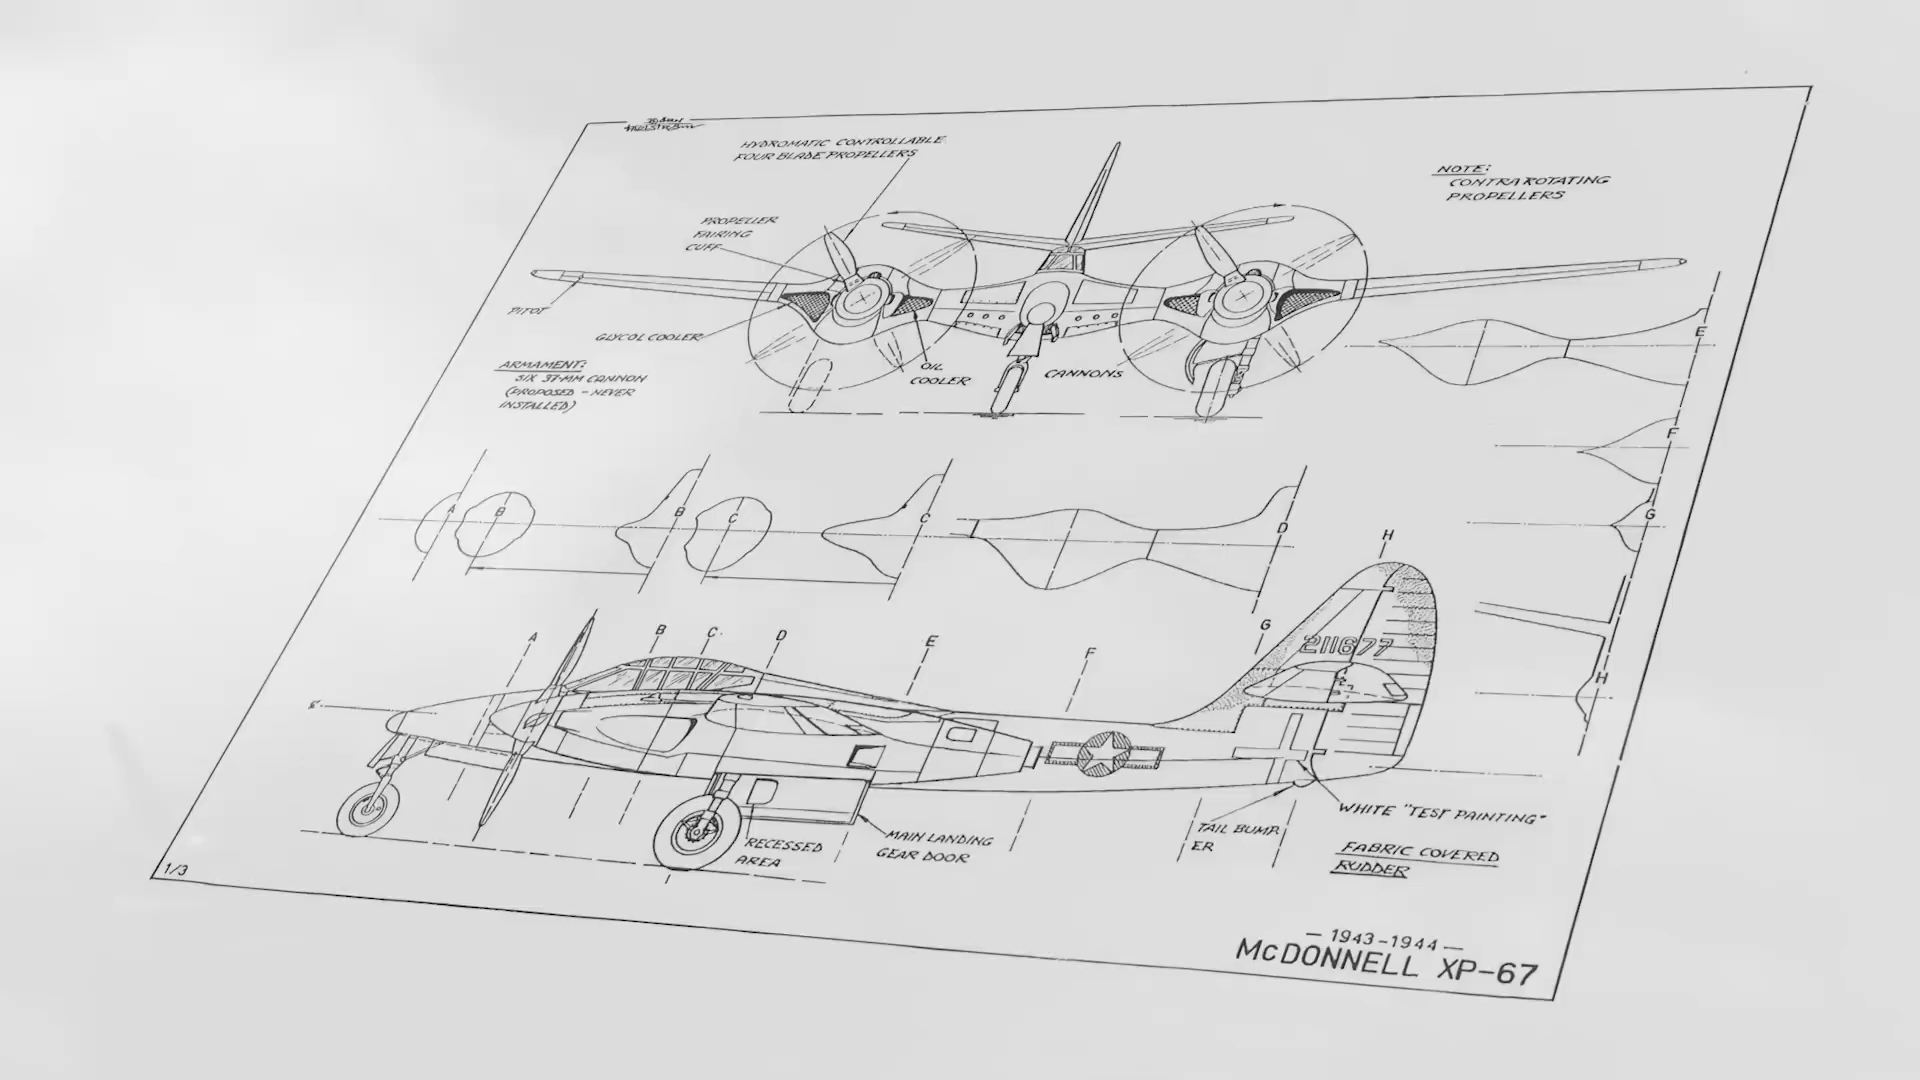 HYDROMATIC CONTROLLABLE
FOUR BLADE PROPELLERS
NOTE:
CONTRA ROTATING
PROPELLERS
PROPELLER
FAIRING
CUFF
PITOT
GLYCOL COOLER
ARMAMENT:
SIX 37-MM CANNON
(PROPOSED - NEVER
INSTALLED)
OIL
COOLER
CANNONS
E
F
G
H
A
B
B
C
C
D
A
B
C
D
E
F
G
H
211677
RECESSED
AREA
MAIN LANDING
GEAR DOOR
TAIL BUMP
ER
WHITE "TEST PAINTING"
FABRIC COVERED
RUDDER
1/3
— 1943-1944 —
McDONNELL XP-67